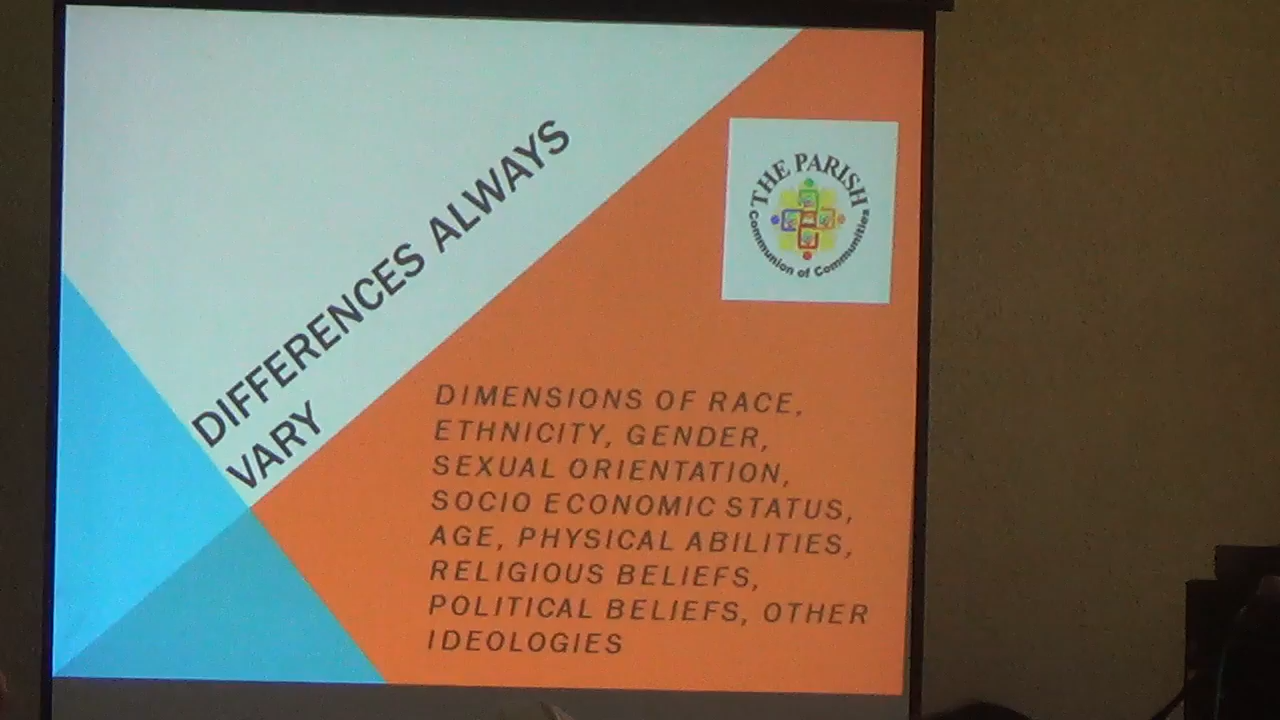 DIFFERENCES ALWAYS
VARY
THE PARISH
Communion of Communities
DIMENSIONS OF RACE,
ETHNICITY, GENDER,
SEXUAL ORIENTATION,
SOCIO ECONOMIC STATUS,
AGE, PHYSICAL ABILITIES,
RELIGIOUS BELIEFS,
POLITICAL BELIEFS, OTHER
IDEOLOGIES